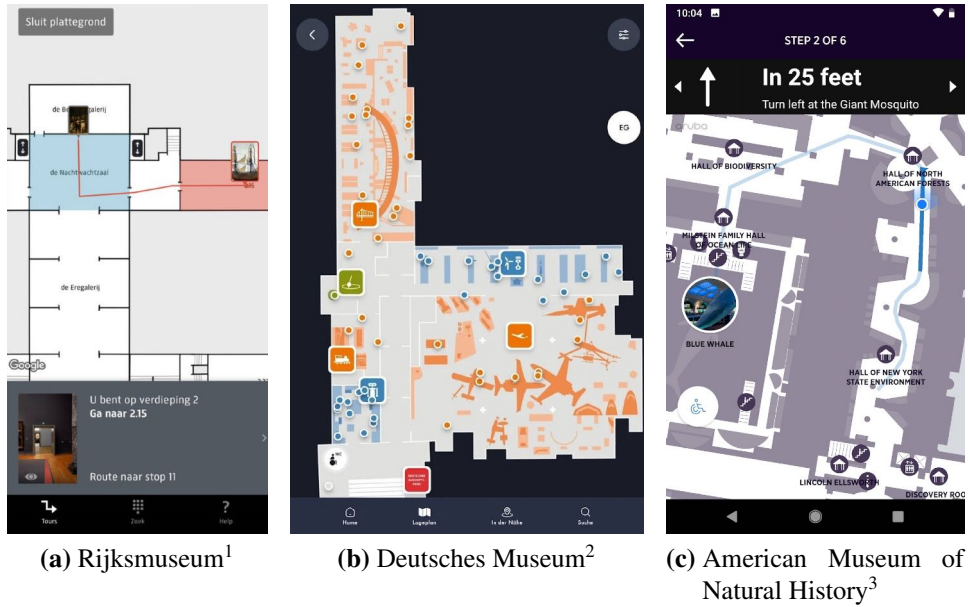 Sluit plattegrond
de Nachtwachtzaal
de Eregalerij
Google
U bent op verdieping 2
Ga naar 2.15
Route naar stop 11
Tours
Zoek
Help
(a) Rijksmuseum1
EG
WC
Home
Lageplan
In der Nähe
Suche
(b) Deutsches Museum2
10:04
STEP 2 OF 6
In 25 feet
Turn left at the Giant Mosquito
aruba
HALL OF BIODIVERSITY
HALL OF NORTH
AMERICAN FORESTS
MILSTEIN FAMILY HALL
OF OCEAN LIFE
BLUE WHALE
HALL OF NEW YORK
STATE ENVIRONMENT
LINCOLN ELLSWORTH
DISCOVERY ROO
(c) American Museum of
Natural History3